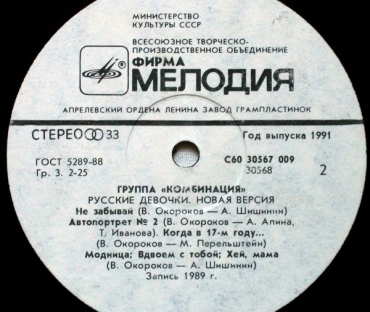 МИНИСТЕРСТВО
КУЛЬТУРЫ СССР
ВСЕСОЮЗНОЕ ТВОРЧЕСКО-
ПРОИЗВОДСТВЕННОЕ ОБЪЕДИНЕНИЕ
ФИРМА
МЕЛОДИЯ
АПРЕЛЕВСКИЙ ОРДЕНА ЛЕНИНА ЗАВОД ГРАМПЛАСТИНОК
СТЕРЕО 33
Год выпуска 1991
ГОСТ 5289-88
С60 30567 009
Гр. 3. 2-25
30568
2
ГРУППА «КОМБИНАЦИЯ»
РУССКИЕ ДЕВОЧКИ. НОВАЯ ВЕРСИЯ
Не забывай (В. Окороков — А. Шишинин)
Автопортрет № 2 (В. Окороков — А. Апина,
Т. Иванова). Когда в 17-м году...
(В. Окороков — М. Перельштейн)
Модница; Вдвоем с тобой; Хей, мама
(В. Окороков — А. Шишинин)
Запись 1989 г.